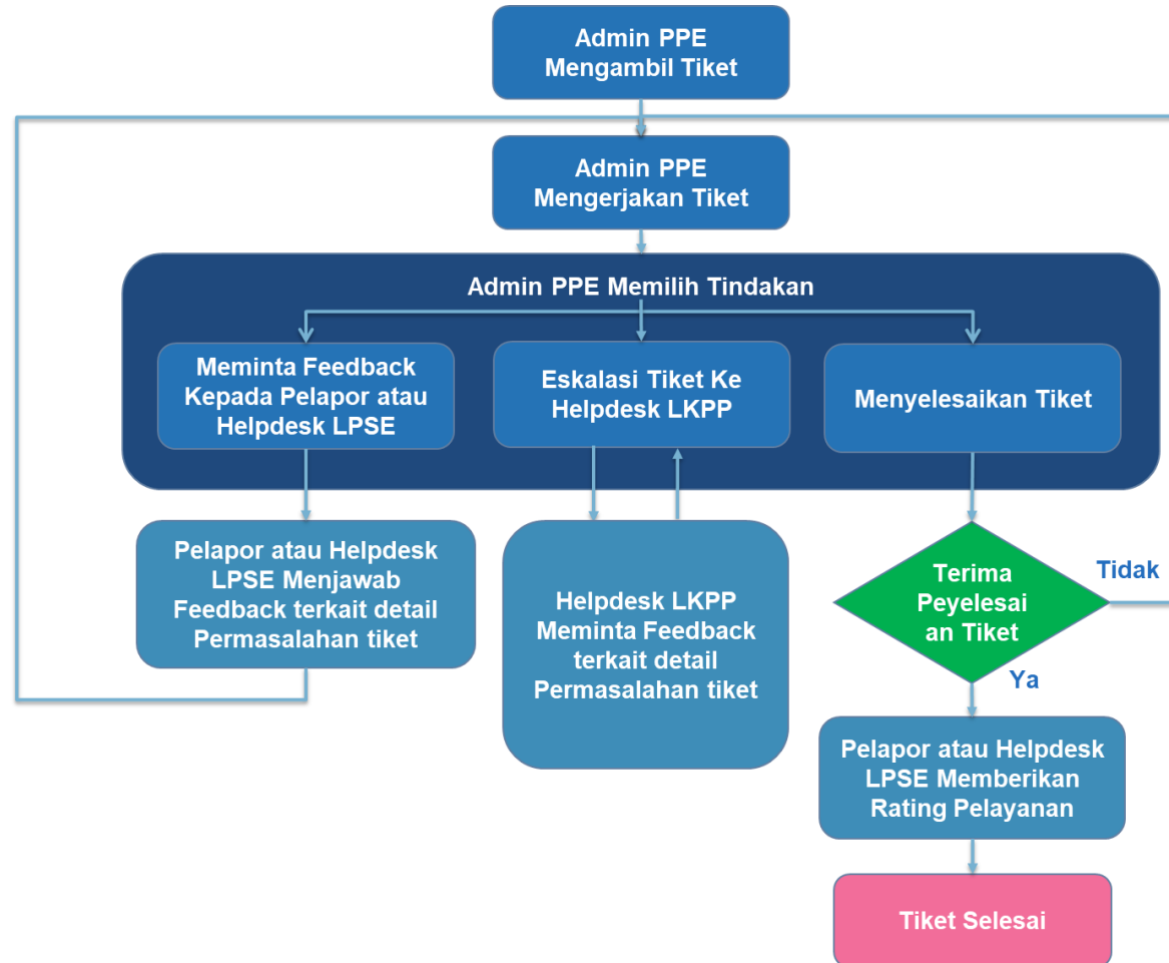 Admin PPE
Mengambil Tiket
Admin PPE
Mengerjakan Tiket
Admin PPE Memilih Tindakan
Meminta Feedback
Kepada Pelapor atau
Helpdesk LPSE
Eskalasi Tiket Ke
Helpdesk LKPP
Menyelesaikan Tiket
Pelapor atau Helpdesk
LPSE Menjawab
Feedback terkait detail
Permasalahan tiket
Helpdesk LKPP
Meminta Feedback
terkait detail
Permasalahan tiket
Terima
Peyelesai
an Tiket
Tidak
Ya
Pelapor atau Helpdesk
LPSE Memberikan
Rating Pelayanan
Tiket Selesai